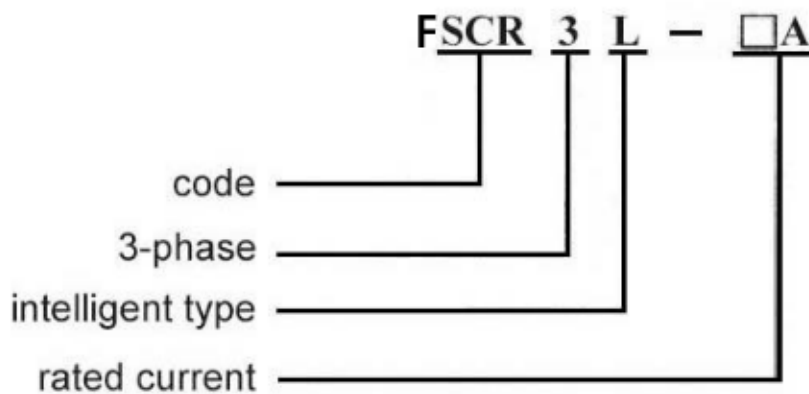 FSCR 3 L - □A
code
3-phase
intelligent type
rated current